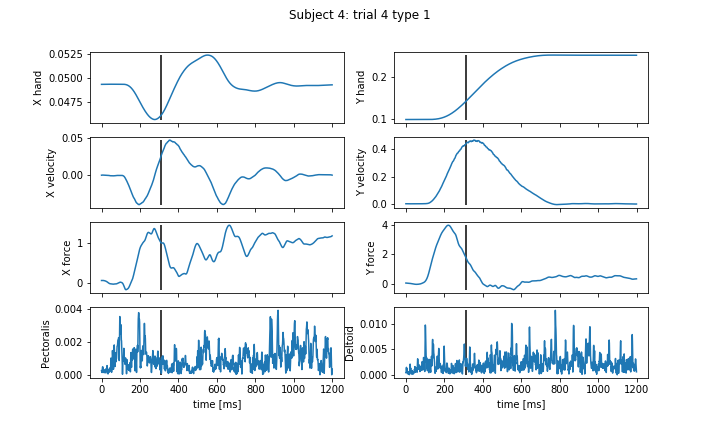 Subject 4: trial 4 type 1
X hand
0.0525
0.0500
0.0475
Y hand
0.2
0.1
X velocity
0.05
0.00
Y velocity
0.4
0.2
0.0
X force
1
0
Y force
4
2
0
Pectoralis
0.004
0.002
0.000
0 200 400 600 800 1000 1200
time [ms]
Deltoid
0.010
0.005
0.000
0 200 400 600 800 1000 1200
time [ms]